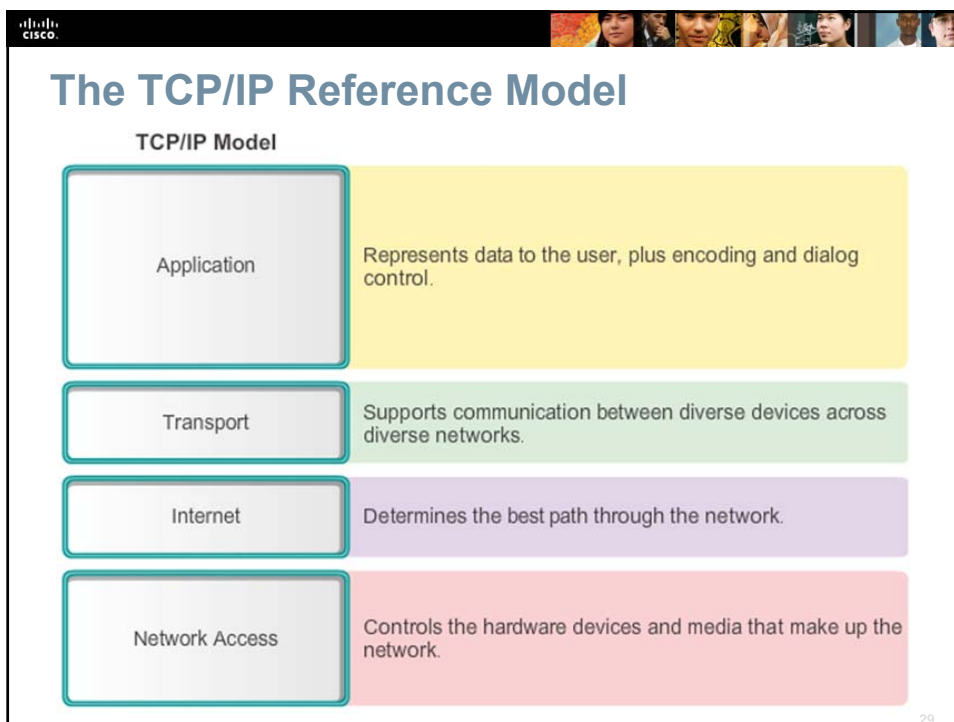 CISCO.
The TCP/IP Reference Model
TCP/IP Model
Application
Represents data to the user, plus encoding and dialog
control.
Transport
Supports communication between diverse devices across
diverse networks.
Internet
Determines the best path through the network.
Network Access
Controls the hardware devices and media that make up the
network.
29